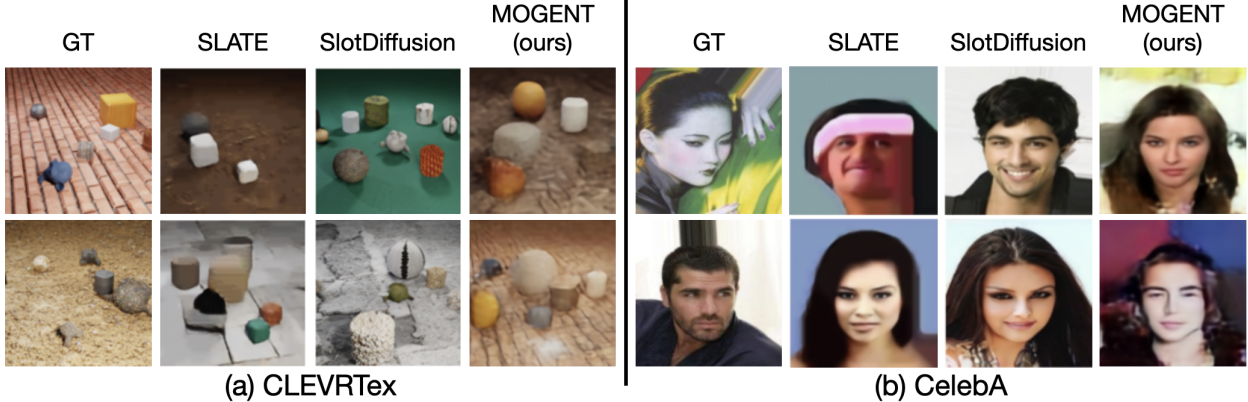 GT SLATE SlotDiffusion MOGENT (ours)
GT SLATE SlotDiffusion MOGENT (ours)
(a) CLEVRTex
(b) CelebA